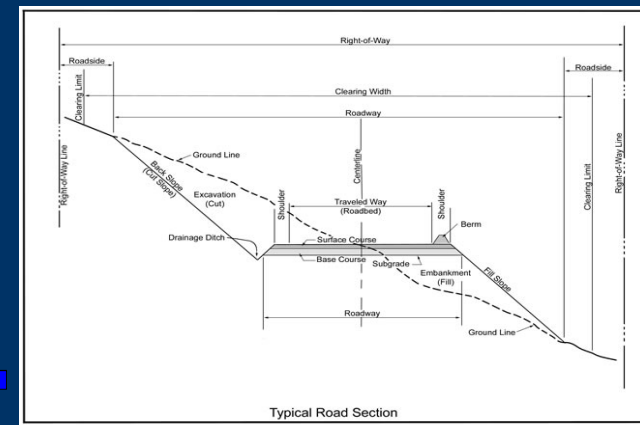 Right-of-Way
Roadside
Roadside
Clearing Limit
Clearing Width
Roadway
Right-of-Way Line
Ground Line
Back Slope
(Cut Slope)
Excavation
(Cut)
Centerline
Clearing Limit
Right-of-Way Line
Shoulder
Traveled Way
(Roadbed)
Shoulder
Berm
Drainage Ditch
Surface Course
Base Course
Subgrade
Embankment
(Fill)
Fill Slope
Roadway
Ground Line
Typical Road Section